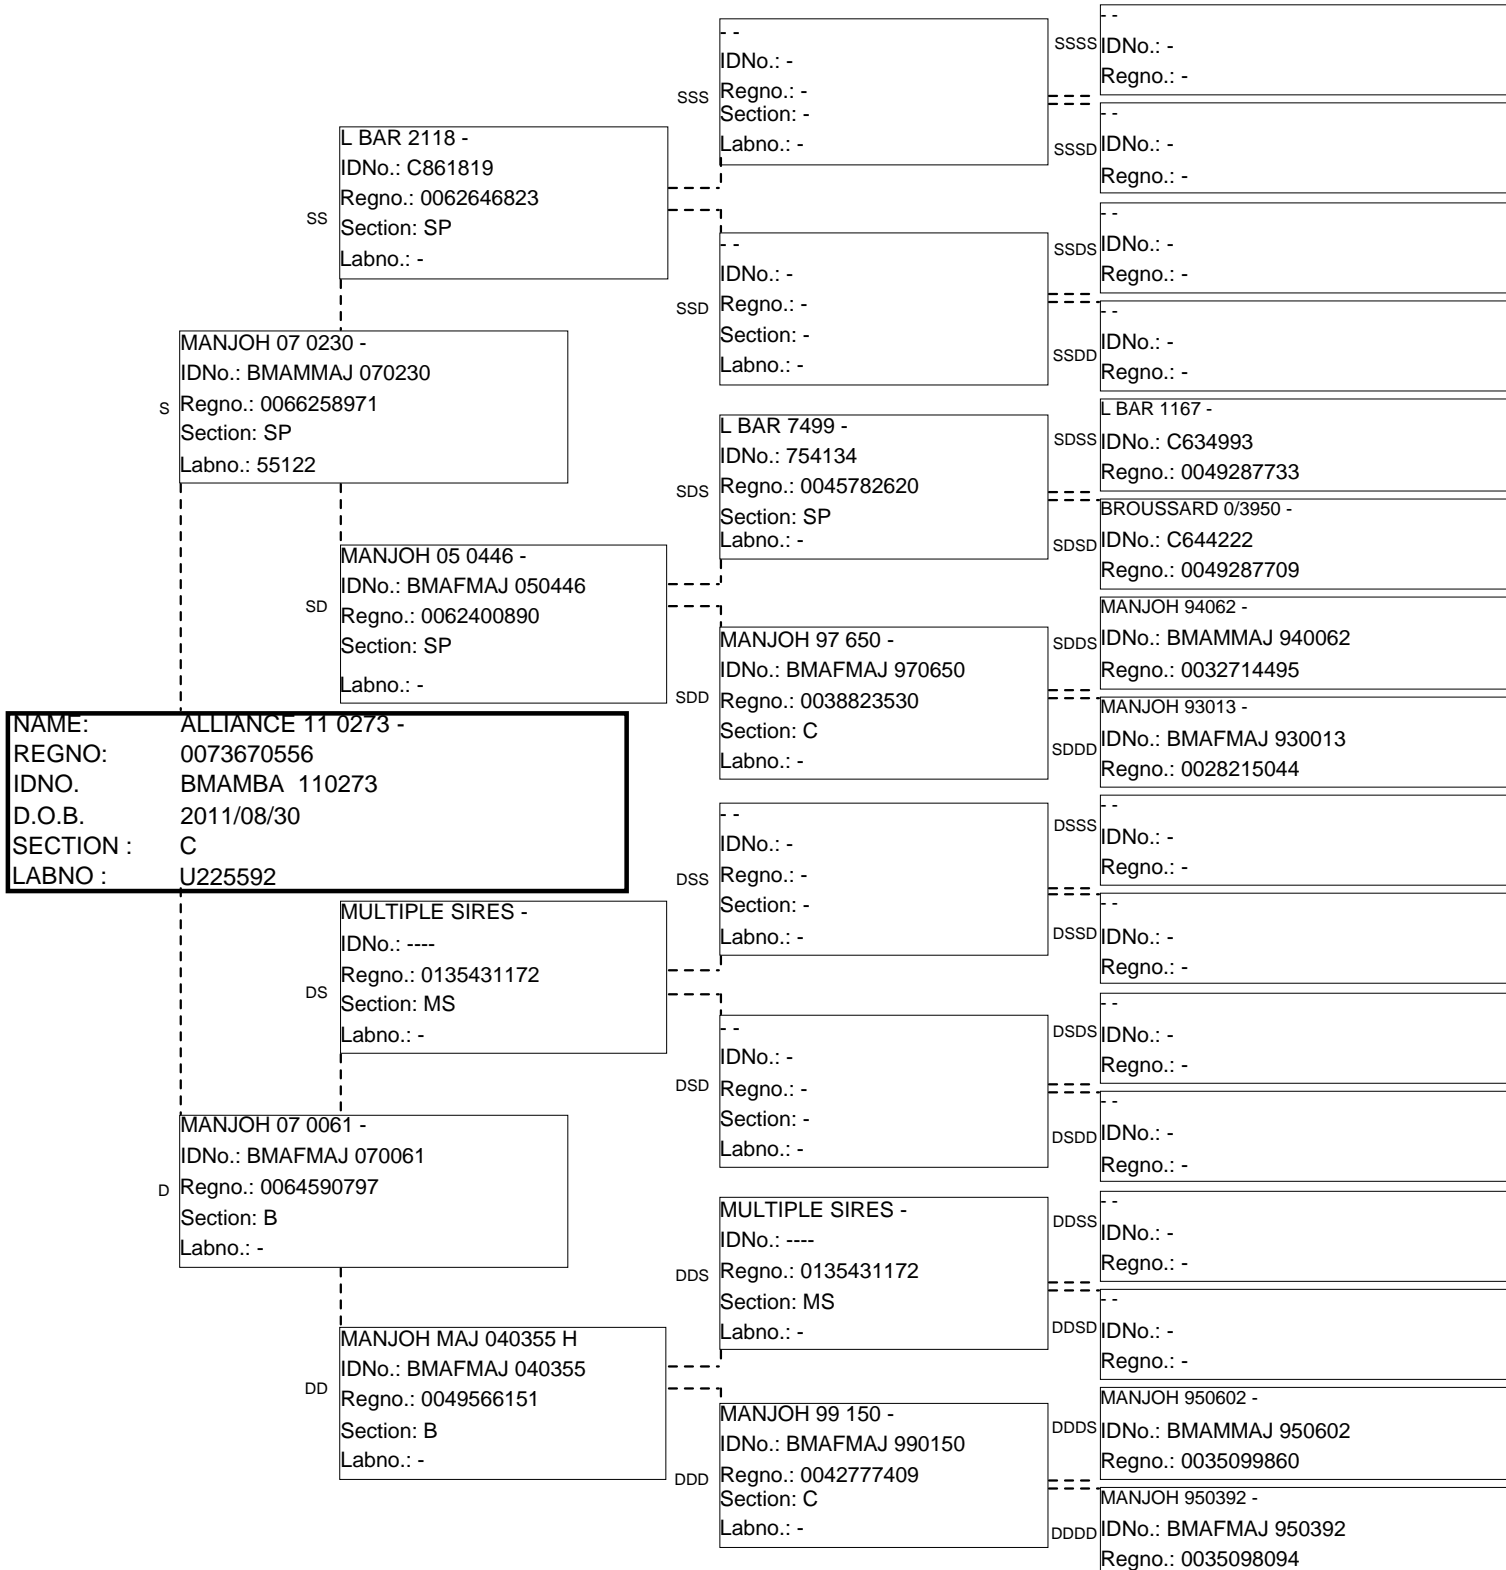 SSSS
- -
IDNo.: -
Regno.: -
SSS
- -
IDNo.: -
Regno.: -
Section: -
Labno.: -
SSSD
- -
IDNo.: -
Regno.: -
SS
L BAR 2118 -
IDNo.: C861819
Regno.: 0062646823
Section: SP
Labno.: -
SSDS
- -
IDNo.: -
Regno.: -
SSD
- -
IDNo.: -
Regno.: -
Section: -
Labno.: -
SSDD
- -
IDNo.: -
Regno.: -
S
MANJOH 07 0230 -
IDNo.: BMAMMAJ 070230
Regno.: 0066258971
Section: SP
Labno.: 55122
SDSS
L BAR 1167 -
IDNo.: C634993
Regno.: 0049287733
SDS
L BAR 7499 -
IDNo.: 754134
Regno.: 0045782620
Section: SP
Labno.: -
SDSD
BROUSSARD 0/3950 -
IDNo.: C644222
Regno.: 0049287709
SD
MANJOH 05 0446 -
IDNo.: BMAFMAJ 050446
Regno.: 0062400890
Section: SP
Labno.: -
SDDS
MANJOH 94062 -
IDNo.: BMAMMAJ 940062
Regno.: 0032714495
SDD
MANJOH 97 650 -
IDNo.: BMAFMAJ 970650
Regno.: 0038823530
Section: C
Labno.: -
SDDD
MANJOH 93013 -
IDNo.: BMAFMAJ 930013
Regno.: 0028215044
NAME: ALLIANCE 11 0273 -
REGNO: 0073670556
IDNO. BMAMBA 110273
D.O.B. 2011/08/30
SECTION : C
LABNO : U225592
DSSS
- -
IDNo.: -
Regno.: -
DSS
- -
IDNo.: -
Regno.: -
Section: -
Labno.: -
DSSD
- -
IDNo.: -
Regno.: -
DS
MULTIPLE SIRES -
IDNo.: ----
Regno.: 0135431172
Section: MS
Labno.: -
DSDS
- -
IDNo.: -
Regno.: -
DSD
- -
IDNo.: -
Regno.: -
Section: -
Labno.: -
DSDD
- -
IDNo.: -
Regno.: -
D
MANJOH 07 0061 -
IDNo.: BMAFMAJ 070061
Regno.: 0064590797
Section: B
Labno.: -
DDSS
- -
IDNo.: -
Regno.: -
DDS
MULTIPLE SIRES -
IDNo.: ----
Regno.: 0135431172
Section: MS
Labno.: -
DDSD
- -
IDNo.: -
Regno.: -
DD
MANJOH MAJ 040355 H
IDNo.: BMAFMAJ 040355
Regno.: 0049566151
Section: B
Labno.: -
DDDS
MANJOH 950602 -
IDNo.: BMAMMAJ 950602
Regno.: 0035099860
DDD
MANJOH 99 150 -
IDNo.: BMAFMAJ 990150
Regno.: 0042777409
Section: C
Labno.: -
DDDD
MANJOH 950392 -
IDNo.: BMAFMAJ 950392
Regno.: 0035098094